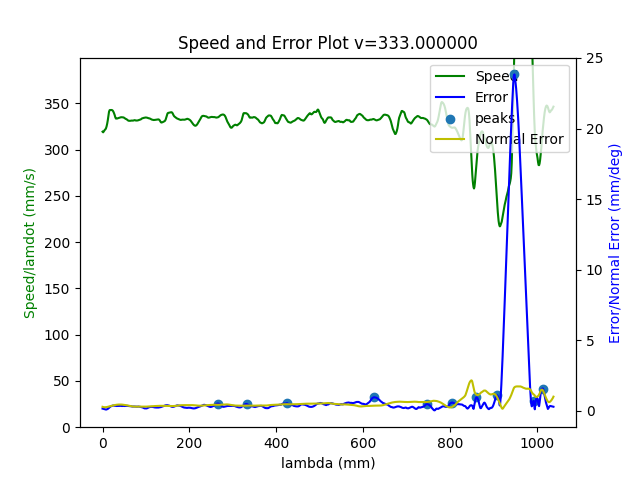 Speed and Error Plot v=333.000000
Speed
Error
peaks
Normal Error
Speed/lamdot (mm/s)
350
300
250
200
150
100
50
0
25
20
15
10
5
0
Error/Normal Error (mm/deg)
0 200 400 600 800 1000
lambda (mm)